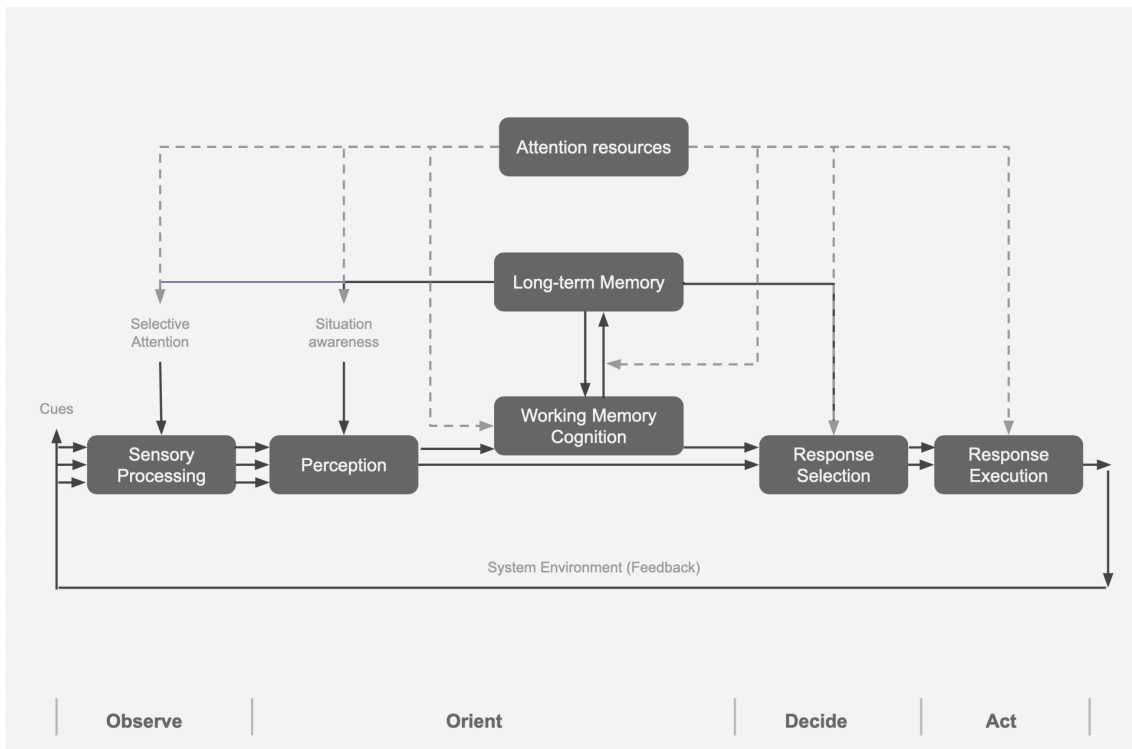 Attention resources
Long-term Memory
Selective
Attention
Situation
awareness
Cues
Working Memory
Cognition
Sensory
Processing
Perception
Response
Selection
Response
Execution
System Environment (Feedback)
Observe
Orient
Decide
Act